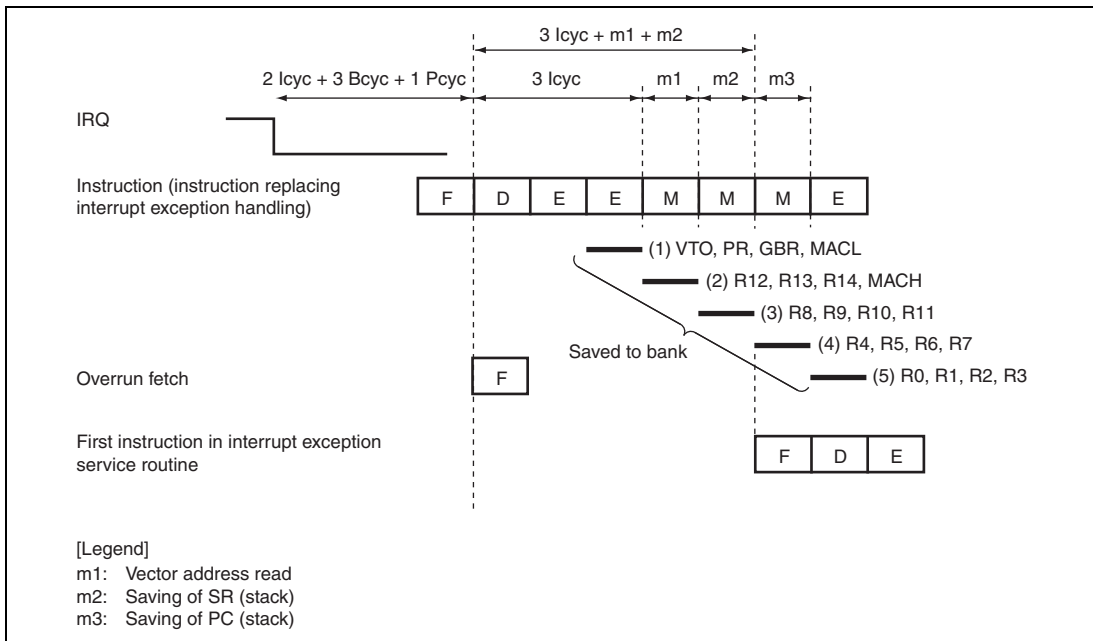 3 Icyc + m1 + m2
2 Icyc + 3 Bcyc + 1 Pcyc 3 Icyc m1 m2 m3
IRQ
Instruction (instruction replacing
interrupt exception handling)
F D E E M M M E
(1) VTO, PR, GBR, MACL
(2) R12, R13, R14, MACH
(3) R8, R9, R10, R11
Saved to bank
(4) R4, R5, R6, R7
Overrun fetch
F
(5) R0, R1, R2, R3
First instruction in interrupt exception
service routine
F D E
[Legend]
m1: Vector address read
m2: Saving of SR (stack)
m3: Saving of PC (stack)